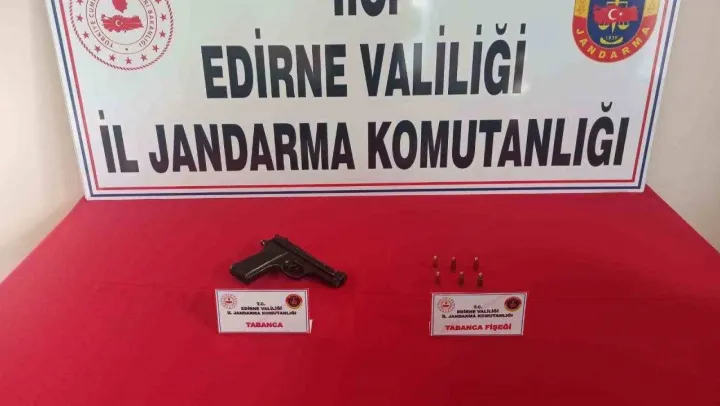 EDİRNE VALİLİĞİ
İL JANDARMA KOMUTANLIĞI
JANDARMA
T.C.
EDİRNE VALİLİĞİ
İL JANDARMA KOMUTANLIĞI
TABANCA
T.C.
EDİRNE VALİLİĞİ
İL JANDARMA KOMUTANLIĞI
TABANCA FİŞEĞİ